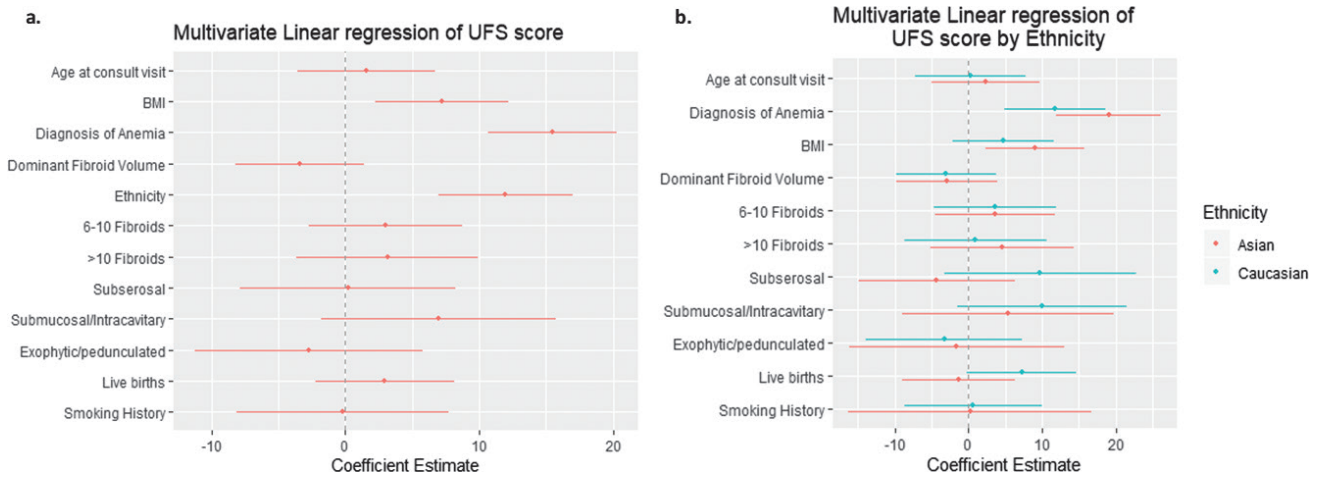 a.
Multivariate Linear regression of UFS score
Age at consult visit
BMI
Diagnosis of Anemia
Dominant Fibroid Volume
Ethnicity
6-10 Fibroids
>10 Fibroids
Subserosal
Submucosal/Intracavitary
Exophytic/pedunculated
Live births
Smoking History
-10 0 10 20
Coefficient Estimate
b.
Multivariate Linear regression of
UFS score by Ethnicity
Age at consult visit
Diagnosis of Anemia
BMI
Dominant Fibroid Volume
6-10 Fibroids
>10 Fibroids
Subserosal
Submucosal/Intracavitary
Exophytic/pedunculated
Live births
Smoking History
-10 0 10 20
Coefficient Estimate
Ethnicity
Asian
Caucasian